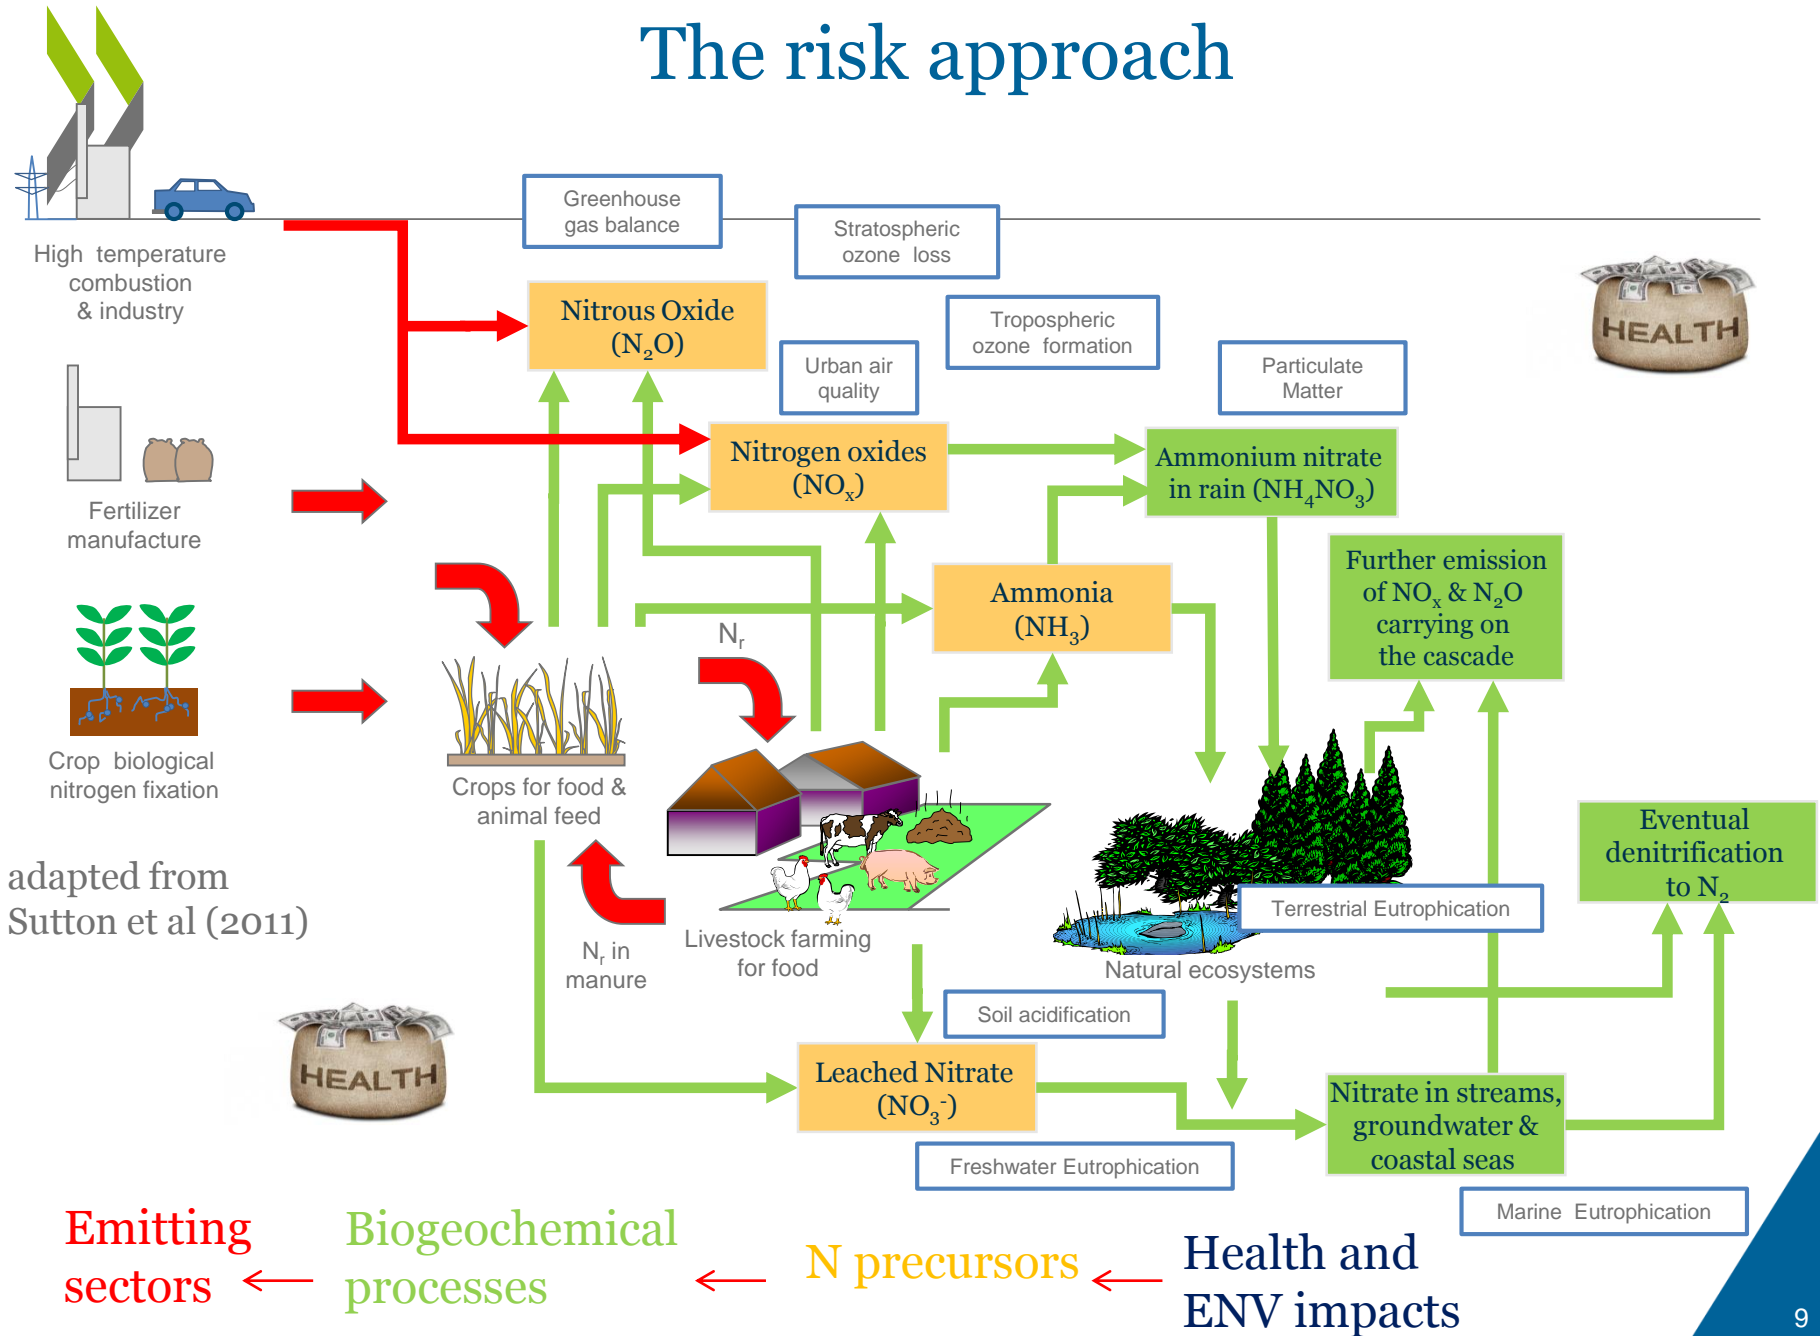 The risk approach
Greenhouse
gas balance
Stratospheric
ozone loss
High temperature
combustion
& industry
Nitrous Oxide
(N₂O)
Tropospheric
ozone formation
HEALTH
Urban air
quality
Particulate
Matter
Nitrogen oxides
(NOₓ)
Ammonium nitrate
in rain (NH₄NO₃)
Fertilizer
manufacture
Further emission
of NOₓ & N₂O
carrying on
the cascade
Ammonia
(NH₃)
Nᵣ
Crop biological
nitrogen fixation
Crops for food &
animal feed
Eventual
denitrification
to N₂
adapted from
Sutton et al (2011)
Terrestrial Eutrophication
Nᵣ in
manure
Livestock farming
for food
Natural ecosystems
Soil acidification
HEALTH
Leached Nitrate
(NO₃⁻)
Nitrate in streams,
groundwater &
coastal seas
Freshwater Eutrophication
Marine Eutrophication
Emitting
sectors
Biogeochemical
processes
N precursors
Health and
ENV impacts
9